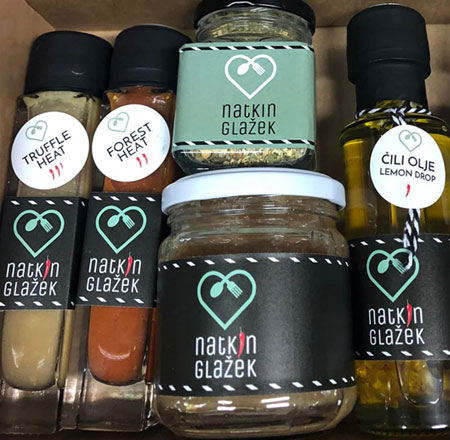 TRUFFLE
HEAT
natkin
GLAŽEK
FOREST
HEAT
natkin
GLAŽEK
natkin
GLAŽEK
natkin
GLAŽEK
ČILI OLJE
LEMON DROP
natkin
GLAŽEK